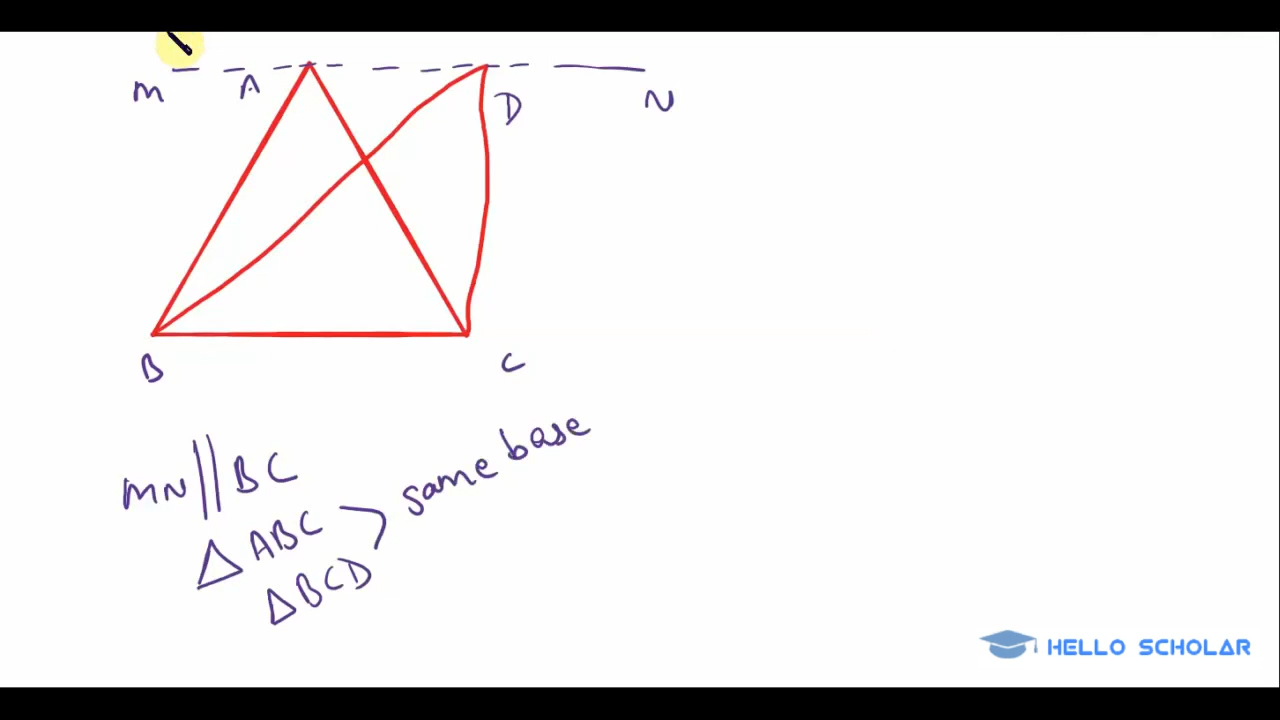 M A D N
B C
MN || BC
△ ABC > same base
△ BCD
HELLO SCHOLAR